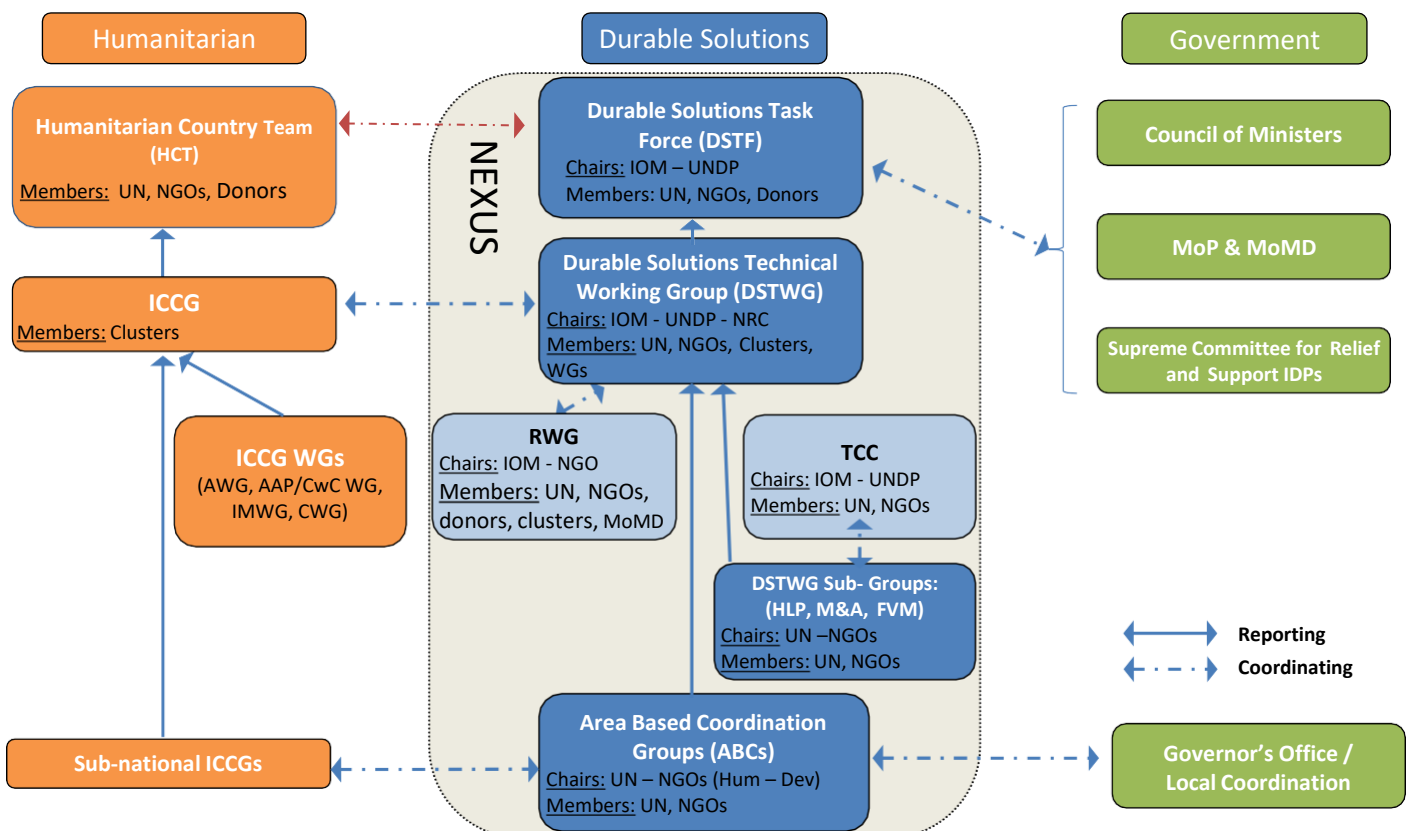 Humanitarian
Durable Solutions
Government
Humanitarian Country Team
(HCT)
Members: UN, NGOs, Donors
ICCG
Members: Clusters
ICCG WGs
(AWG, AAP/CwC WG,
IMWG, CWG)
Sub-national ICCGs
NEXUS
Durable Solutions Task
Force (DSTF)
Chairs: IOM – UNDP
Members: UN, NGOs, Donors
Durable Solutions Technical
Working Group (DSTWG)
Chairs: IOM - UNDP - NRC
Members: UN, NGOs, Clusters,
WGs
RWG
Chairs: IOM - NGO
Members: UN, NGOs,
donors, clusters, MoMD
TCC
Chairs: IOM - UNDP
Members: UN, NGOs
DSTWG Sub- Groups:
(HLP, M&A, FVM)
Chairs: UN –NGOs
Members: UN, NGOs
Area Based Coordination
Groups (ABCs)
Chairs: UN – NGOs (Hum – Dev)
Members: UN, NGOs
Council of Ministers
MoP & MoMD
Supreme Committee for Relief
and Support IDPs
Reporting
Coordinating
Governor’s Office /
Local Coordination